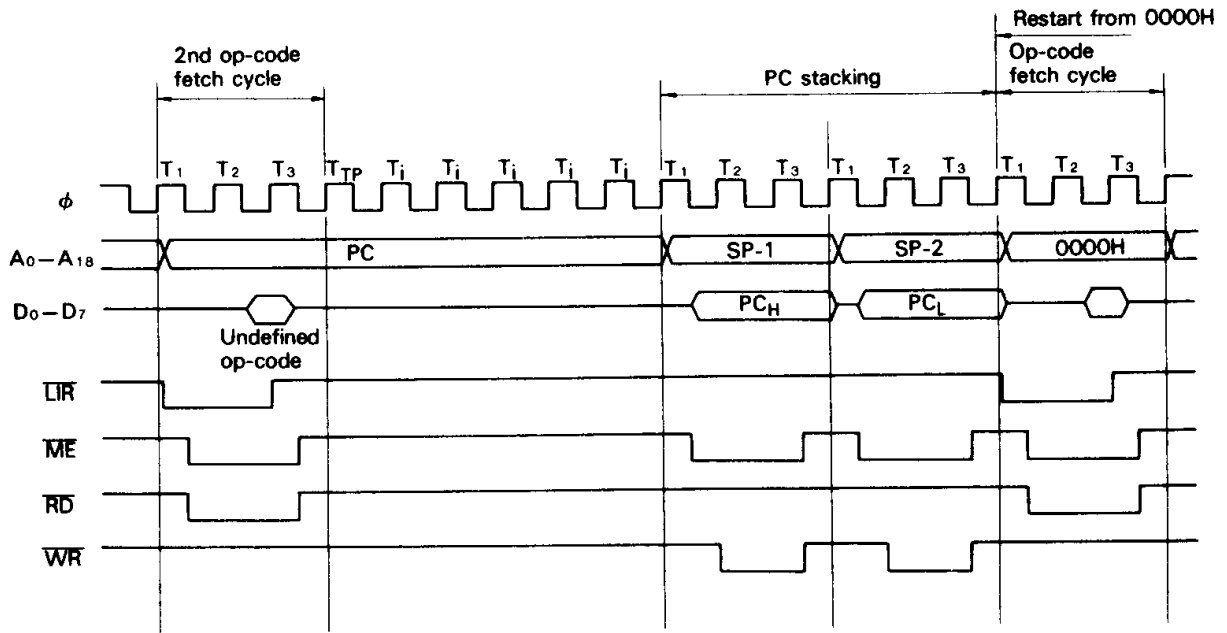 Restart from 0000H
2nd op-code
fetch cycle
PC stacking
Op-code
fetch cycle
T1 T2 T3 TTP Ti Ti Ti Ti Ti T1 T2 T3 T1 T2 T3 T1 T2 T3
ϕ
A0—A18 PC SP-1 SP-2 0000H
D0—D7 PCH PCL
Undefined
op-code
LIR
ME
RD
WR